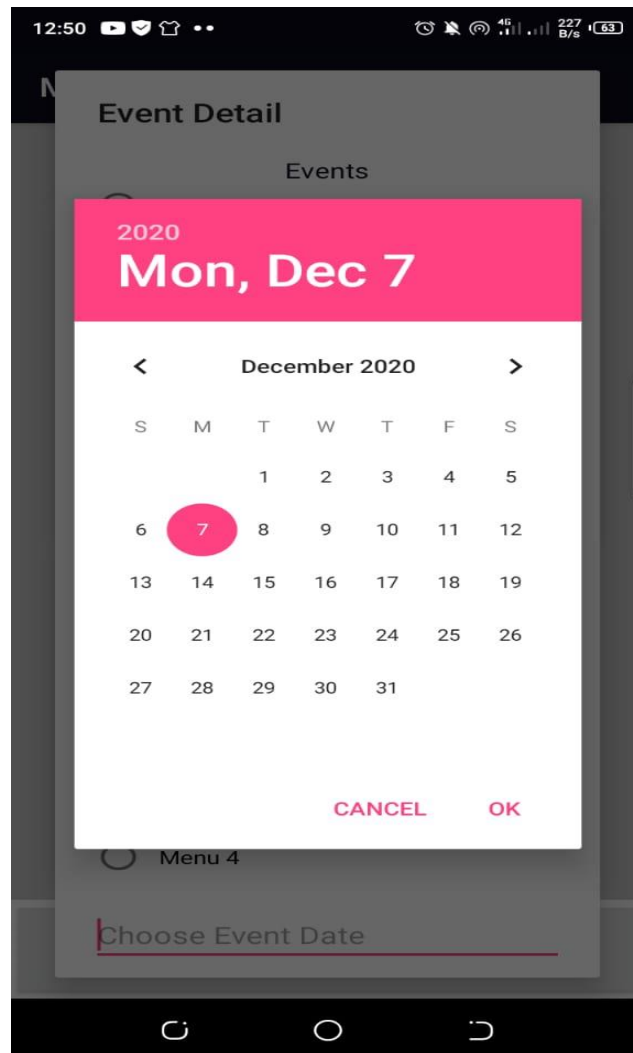 12:50 4G 227 B/s 63
M
Event Detail
Events
2020
Mon, Dec 7
December 2020
S M T W T F S
1 2 3 4 5
6 7 8 9 10 11 12
13 14 15 16 17 18 19
20 21 22 23 24 25 26
27 28 29 30 31
CANCEL OK
Menu 4
Choose Event Date